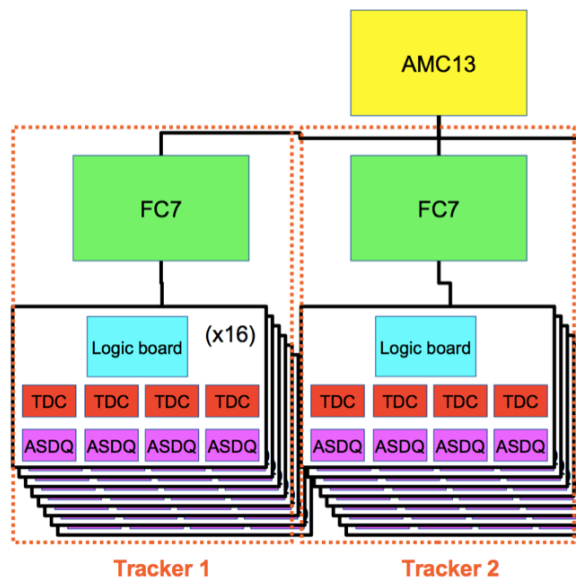 AMC13
FC7
FC7
Logic board
(x16)
Logic board
TDC TDC TDC TDC
TDC TDC TDC TDC
ASDQ ASDQ ASDQ ASDQ
ASDQ ASDQ ASDQ ASDQ
Tracker 1
Tracker 2